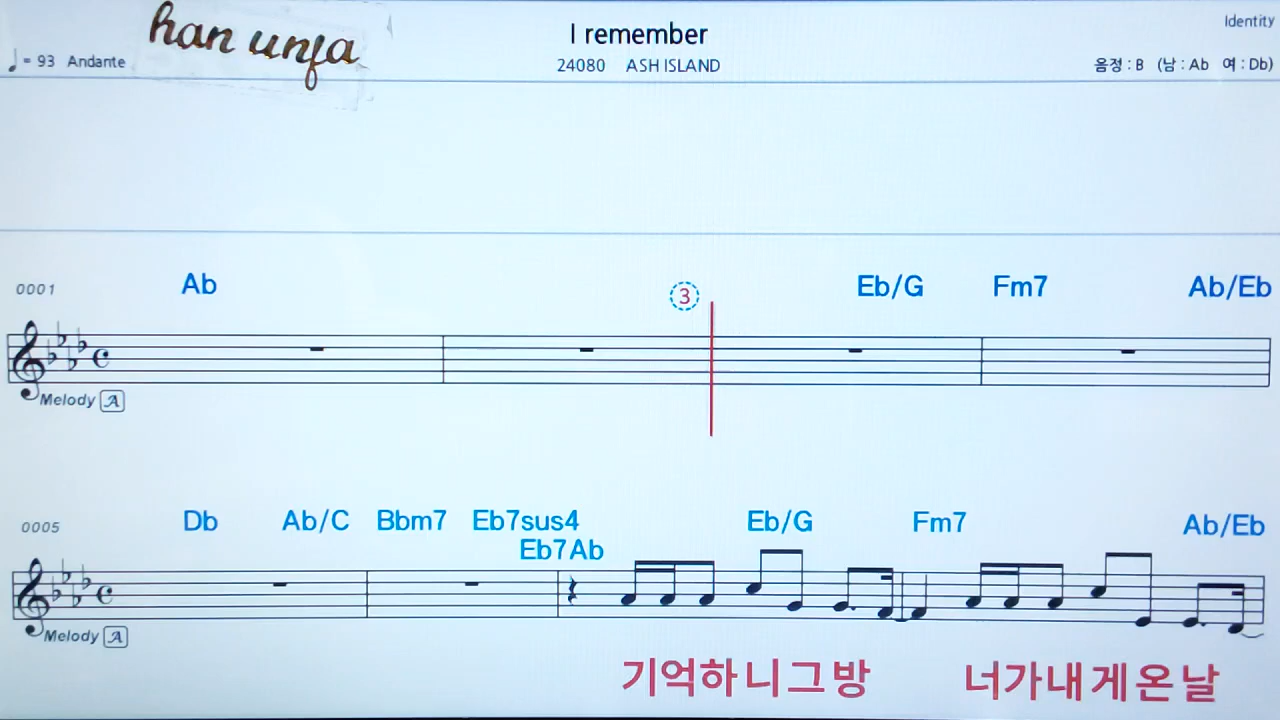 han unfa
I remember
Identity
♩= 93 Andante
24080 ASH ISLAND
음정 : B (남 : Ab 여 : Db)
0001 Ab ③ Eb/G Fm7 Ab/Eb
Melody A
0005 Db Ab/C Bbm7 Eb7sus4 Eb/G Fm7 Ab/Eb
Eb7Ab
Melody A
기억하니그방 너가내게온날